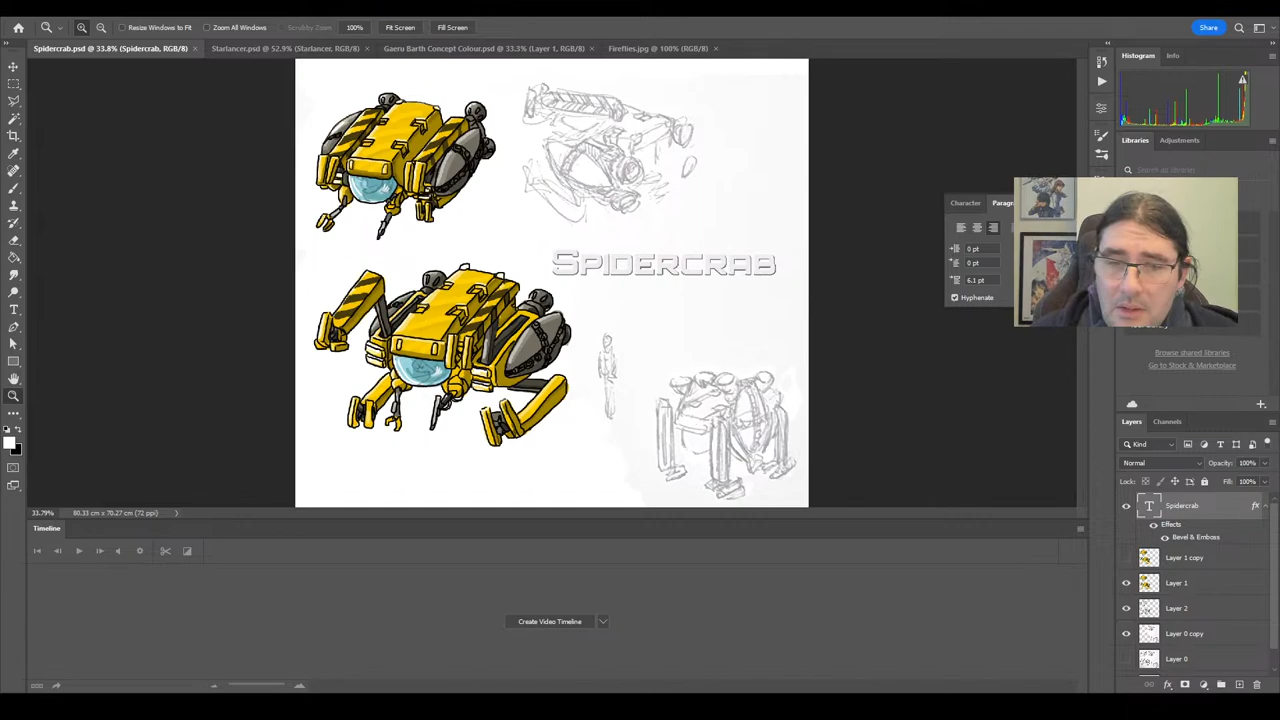 Resize Windows to Fit
Zoom All Windows
Scrubby Zoom
100%
Fit Screen
Fill Screen
Share
Spidercrab.psd @ 33.8% (Spidercrab, RGB/8)
Starlancer.psd @ 52.9% (Starlancer, RGB/8)
Gaeru Barth Concept Colour.psd @ 33.3% (Layer 1, RGB/8)
Fireflies.jpg @ 100% (RGB/8)
Histogram
Info
Libraries
Adjustments
Search all libraries
Character
Paragr
0 pt
0 pt
6.1 pt
Hyphenate
SPIDERCRAB
Browse shared libraries
Go to Stock & Marketplace
Layers
Channels
Kind
Normal
Opacity: 100%
Lock:
Fill: 100%
Spidercrab
fx
Effects
Bevel & Emboss
Layer 1 copy
Layer 1
Layer 2
Layer 0 copy
Layer 0
33.79%
80.33 cm x 70.27 cm (72 ppi)
Timeline
Create Video Timeline